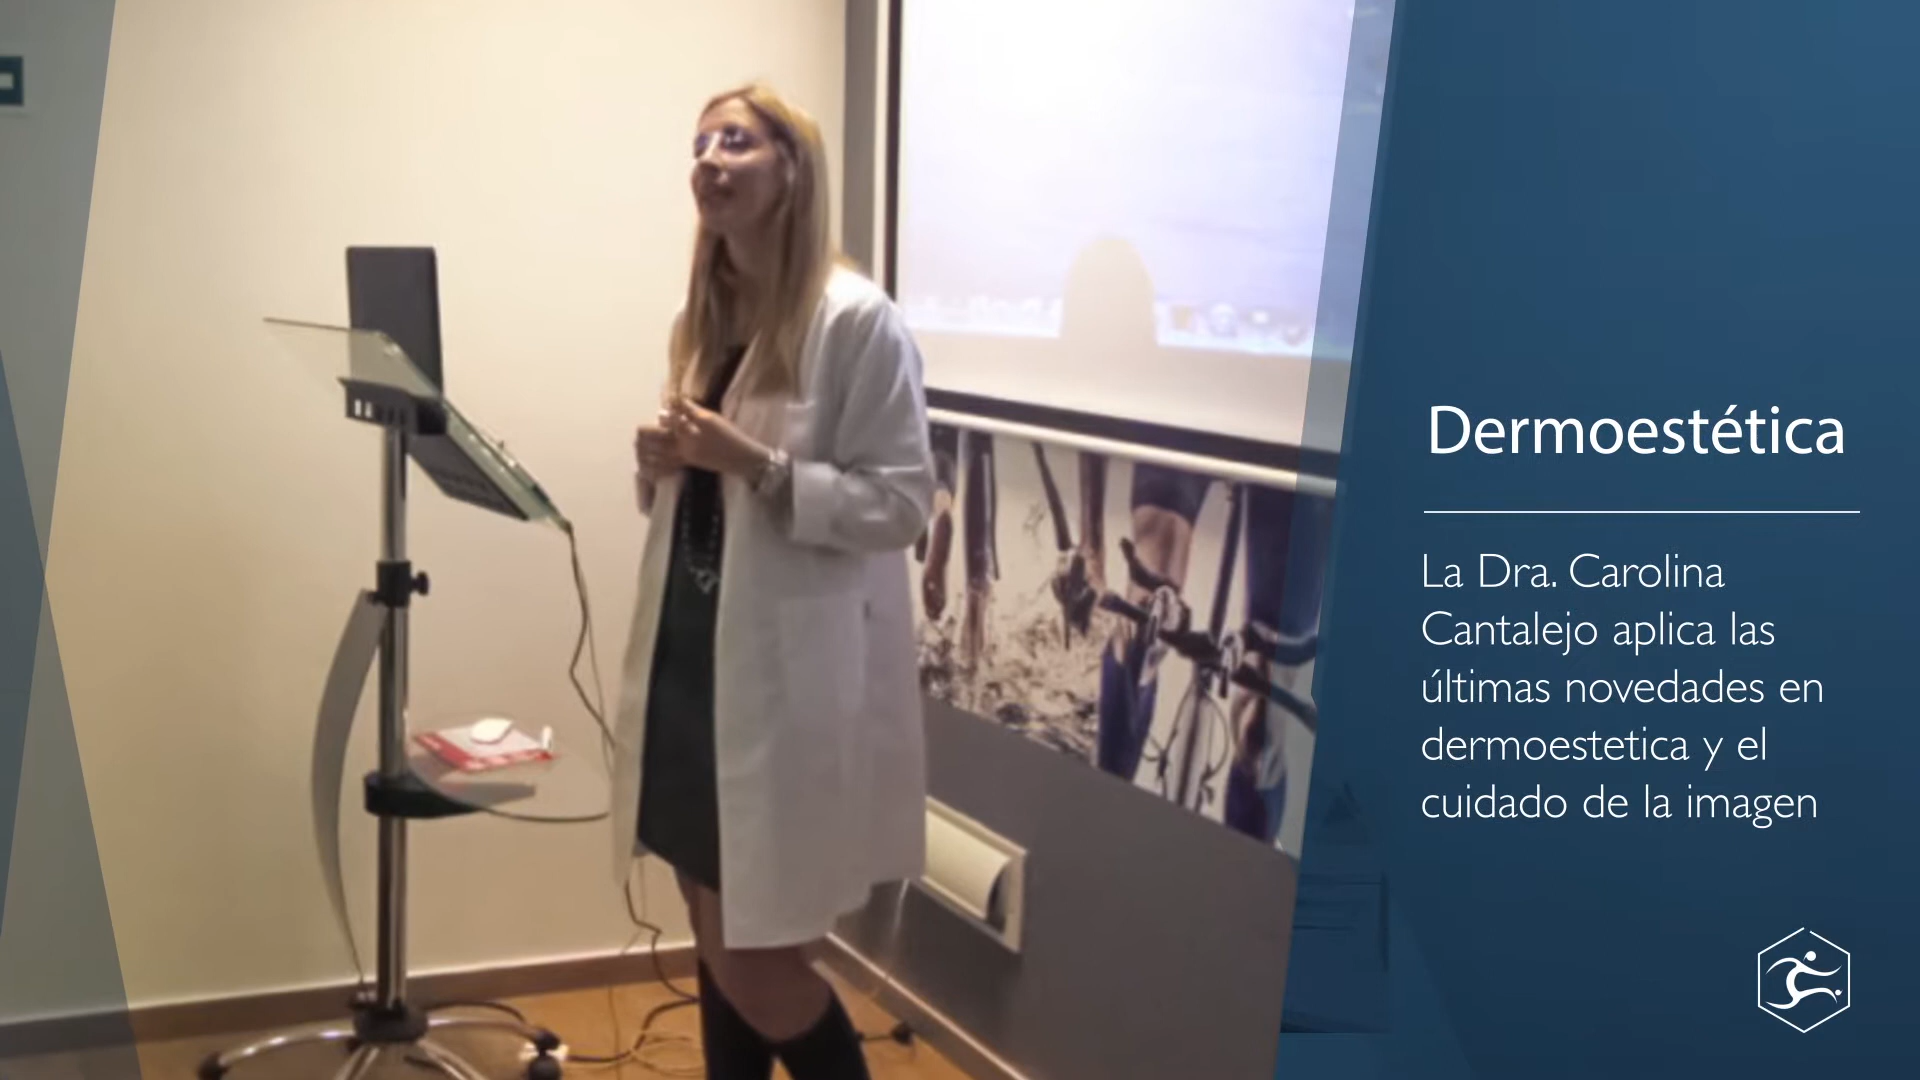 Dermoestética
La Dra. Carolina
Cantalejo aplica las
últimas novedades en
dermoestetica y el
cuidado de la imagen